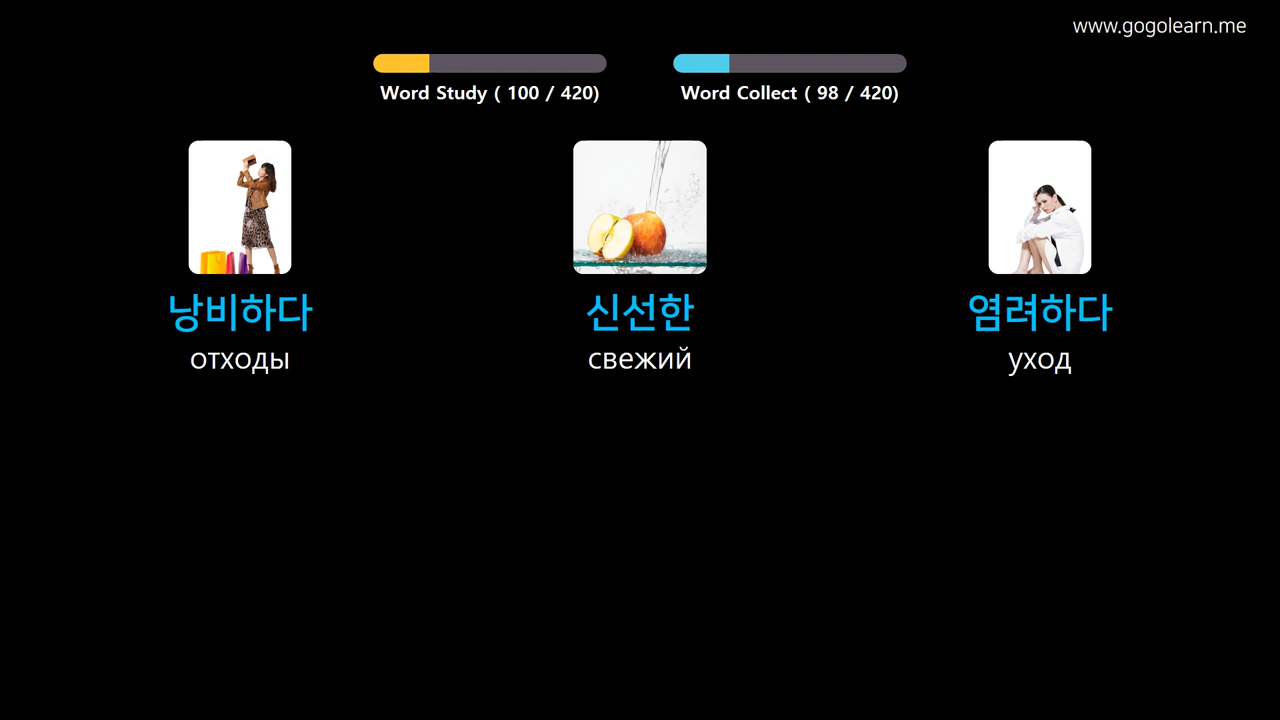 www.gogolearn.me
Word Study ( 100 / 420)
Word Collect ( 98 / 420)
낭비하다
отходы
신선한
свежий
염려하다
уход